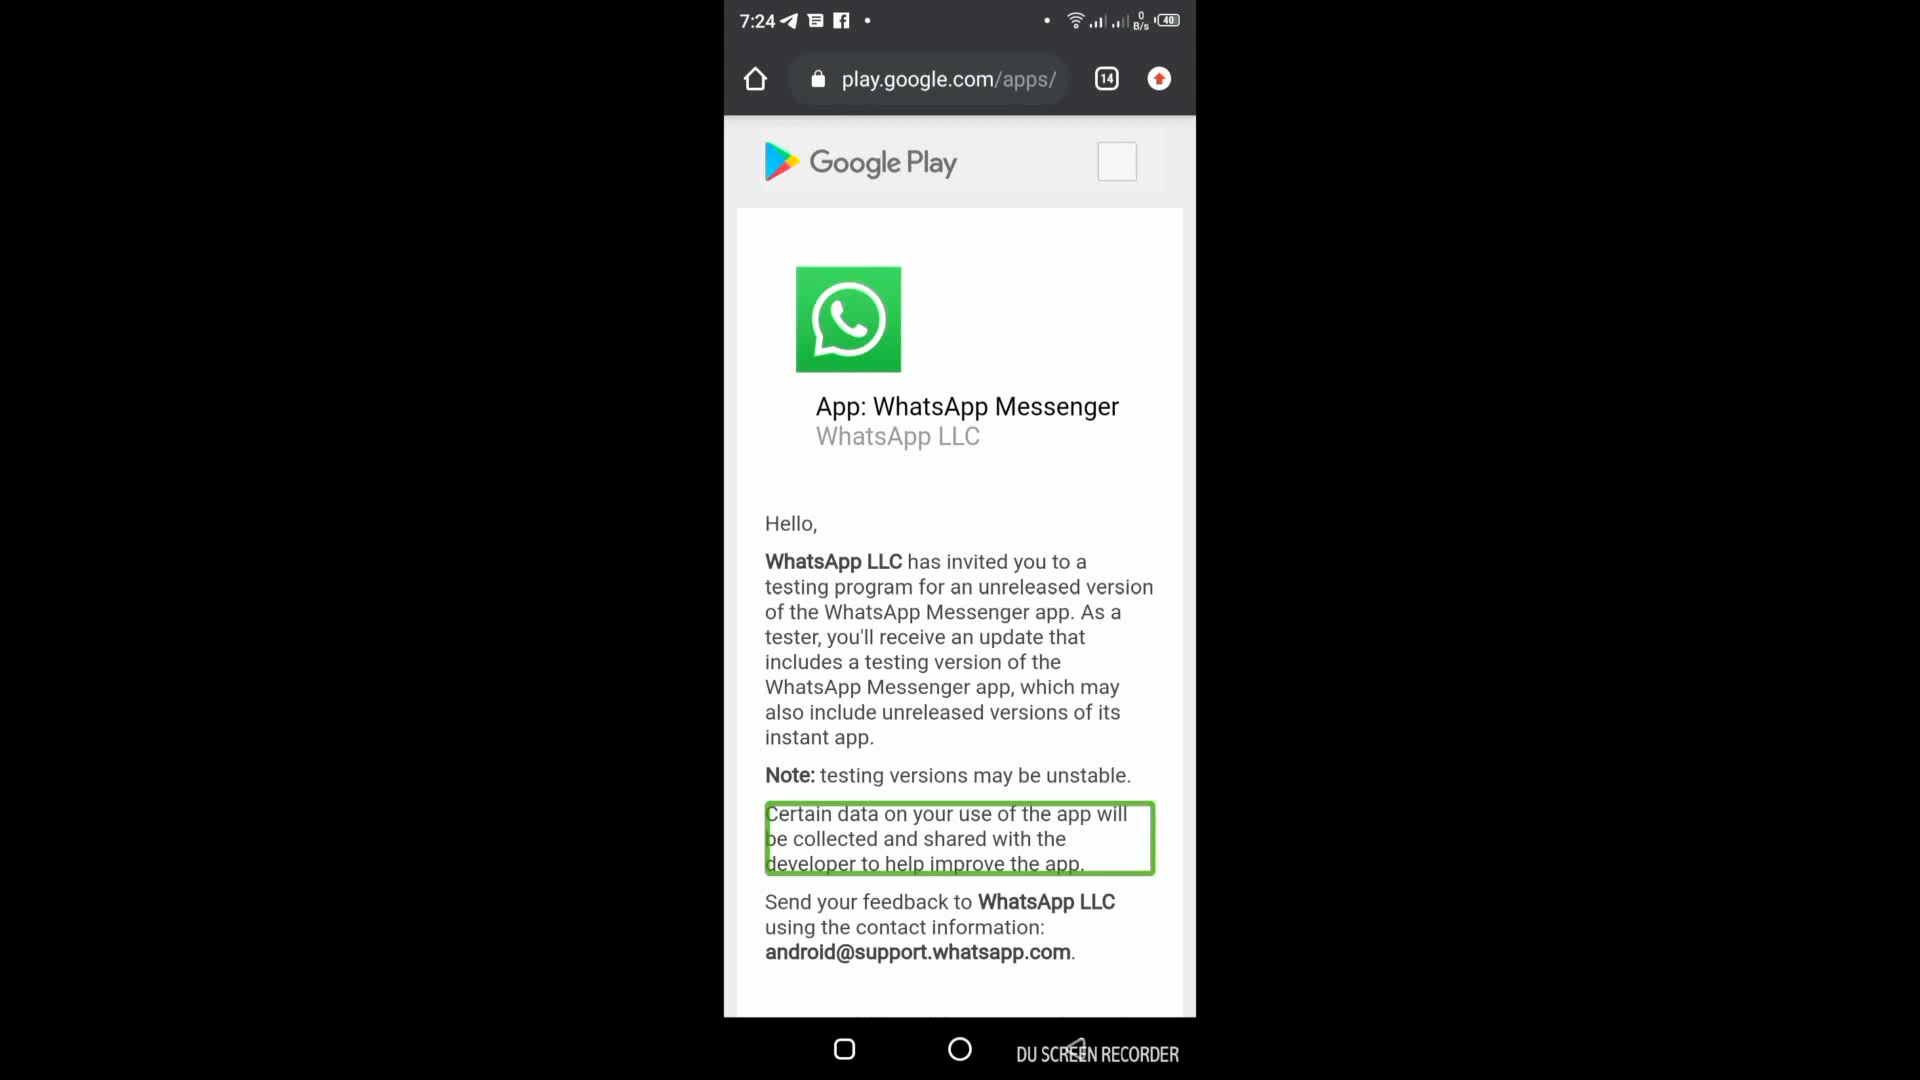 7:24
0
B/s
40
play.google.com/apps/
14
Google Play
App: WhatsApp Messenger
WhatsApp LLC
Hello,
WhatsApp LLC has invited you to a
testing program for an unreleased version
of the WhatsApp Messenger app. As a
tester, you'll receive an update that
includes a testing version of the
WhatsApp Messenger app, which may
also include unreleased versions of its
instant app.
Note: testing versions may be unstable.
Certain data on your use of the app will
be collected and shared with the
developer to help improve the app.
Send your feedback to WhatsApp LLC
using the contact information:
android@support.whatsapp.com.
DU SCREEN RECORDER